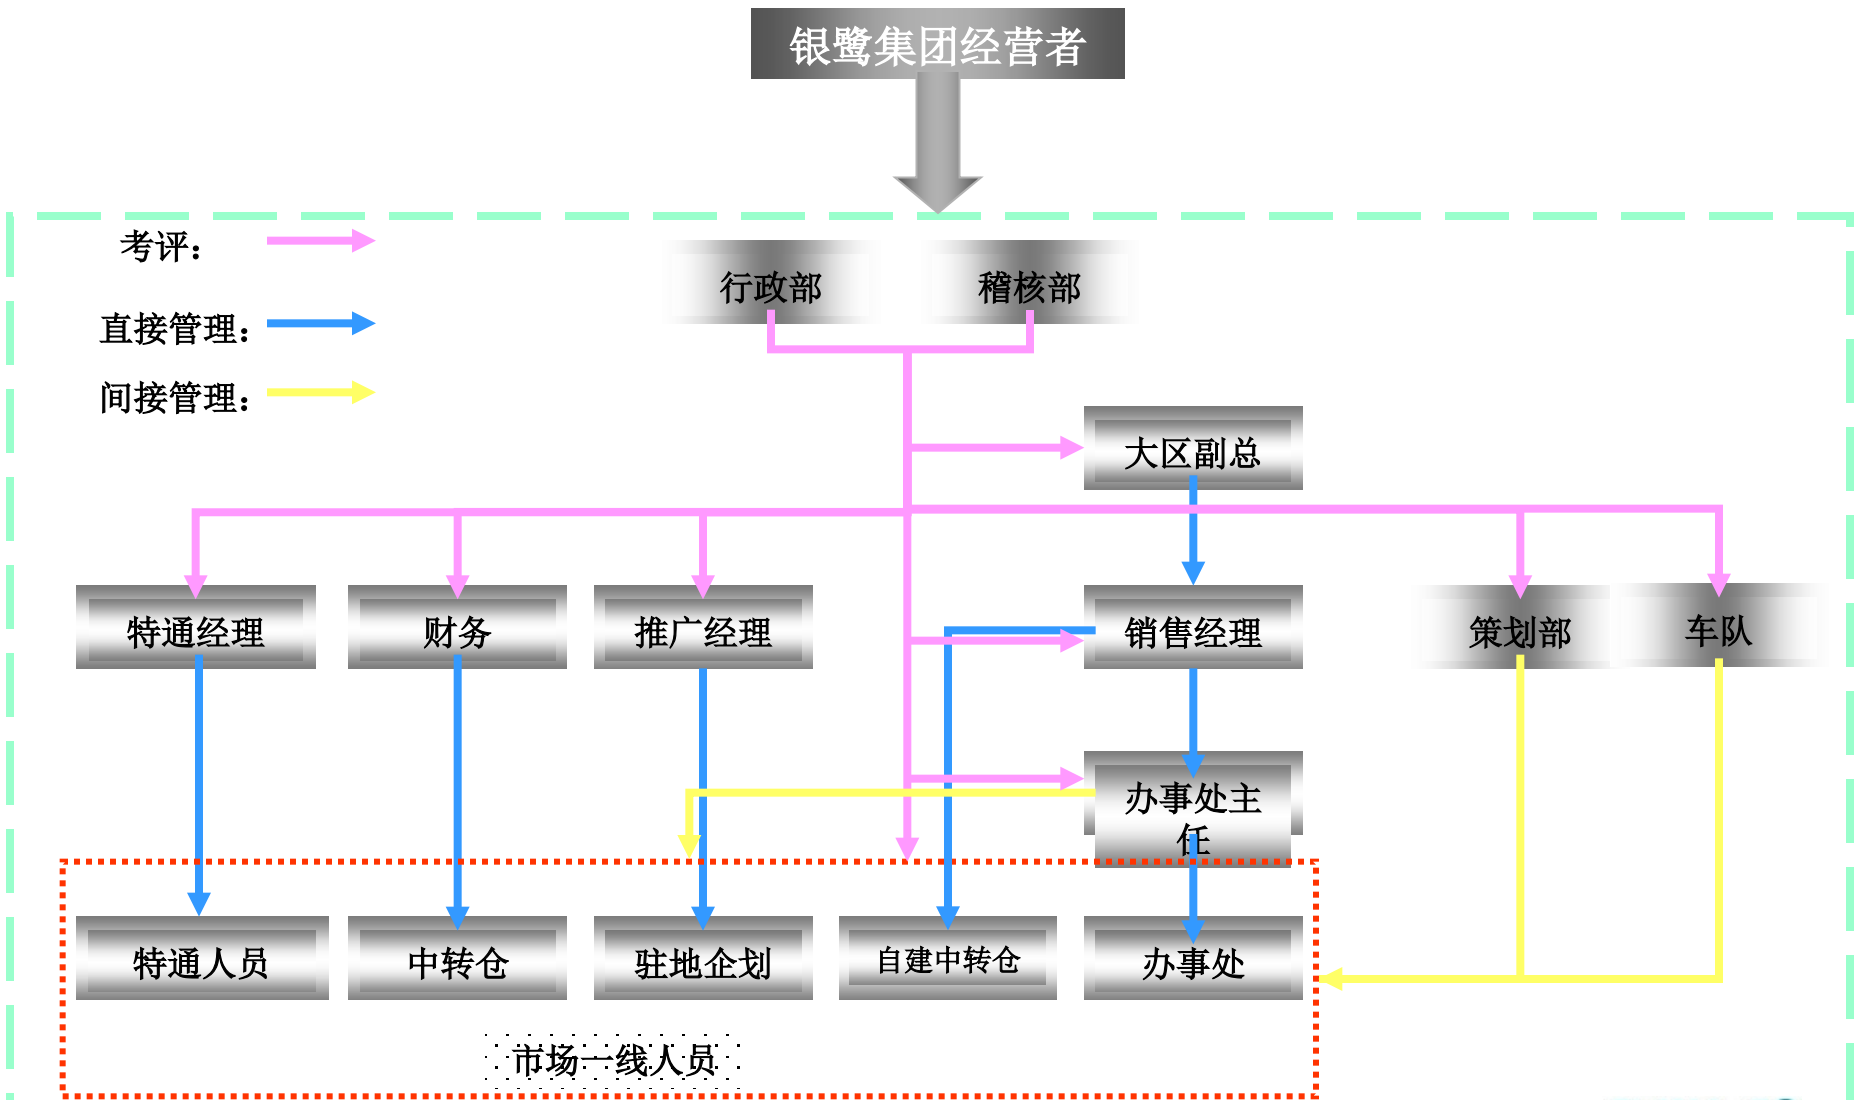 银鹭集团经营者
考评：
行政部
稽核部
直接管理：
间接管理：
大区副总
特通经理
财务
推广经理
销售经理
策划部
车队
办事处主
任
特通人员
中转仓
驻地企划
自建中转仓
办事处
市场一线人员